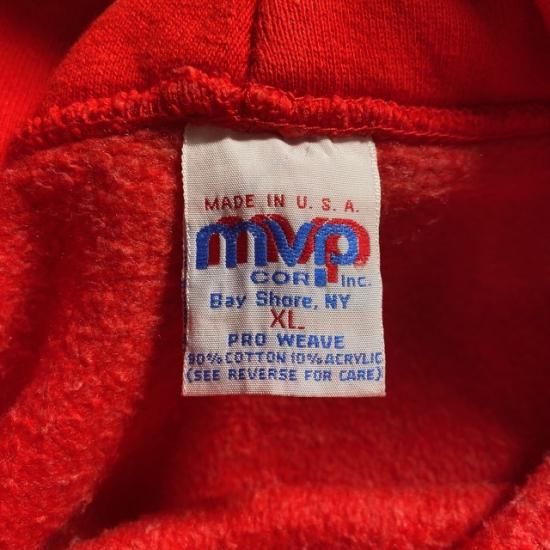 MADE IN U.S.A.
mvp
CORP Inc.
Bay Shore, NY
XL
PRO WEAVE
90% COTTON 10% ACRYLIC
(SEE REVERSE FOR CARE)